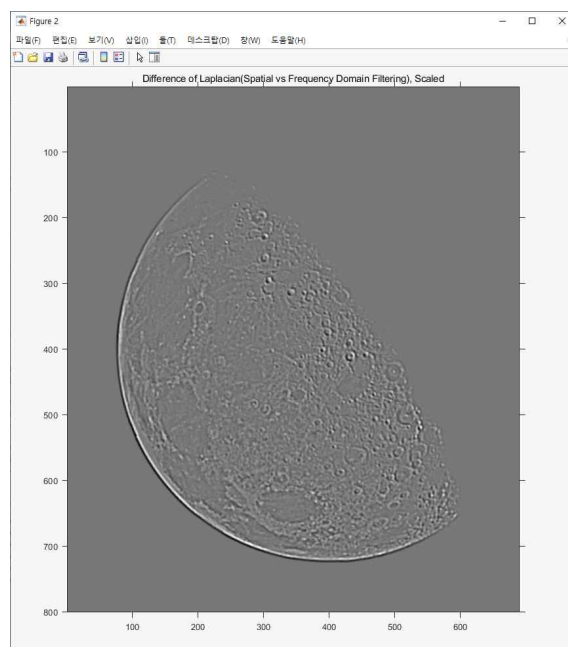 Figure 2
파일(F) 편집(E) 보기(V) 삽입(I) 툴(T) 데스크탑(D) 창(W) 도움말(H)
Difference of Laplacian(Spatial vs Frequency Domain Filtering), Scaled
100
200
300
400
500
600
700
800
100 200 300 400 500 600